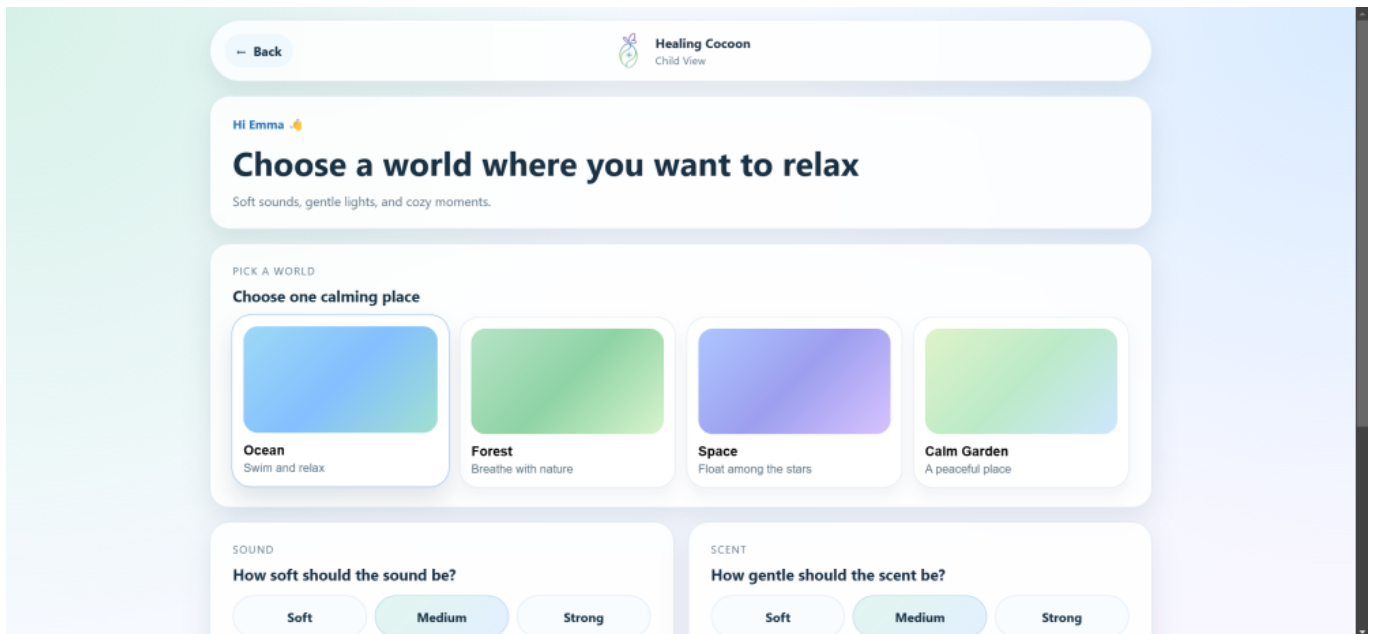 ← Back
Healing Cocoon
Child View
Hi Emma 👋
Choose a world where you want to relax
Soft sounds, gentle lights, and cozy moments.
PICK A WORLD
Choose one calming place
Ocean
Swim and relax
Forest
Breathe with nature
Space
Float among the stars
Calm Garden
A peaceful place
SOUND
How soft should the sound be?
Soft Medium Strong
SCENT
How gentle should the scent be?
Soft Medium Strong